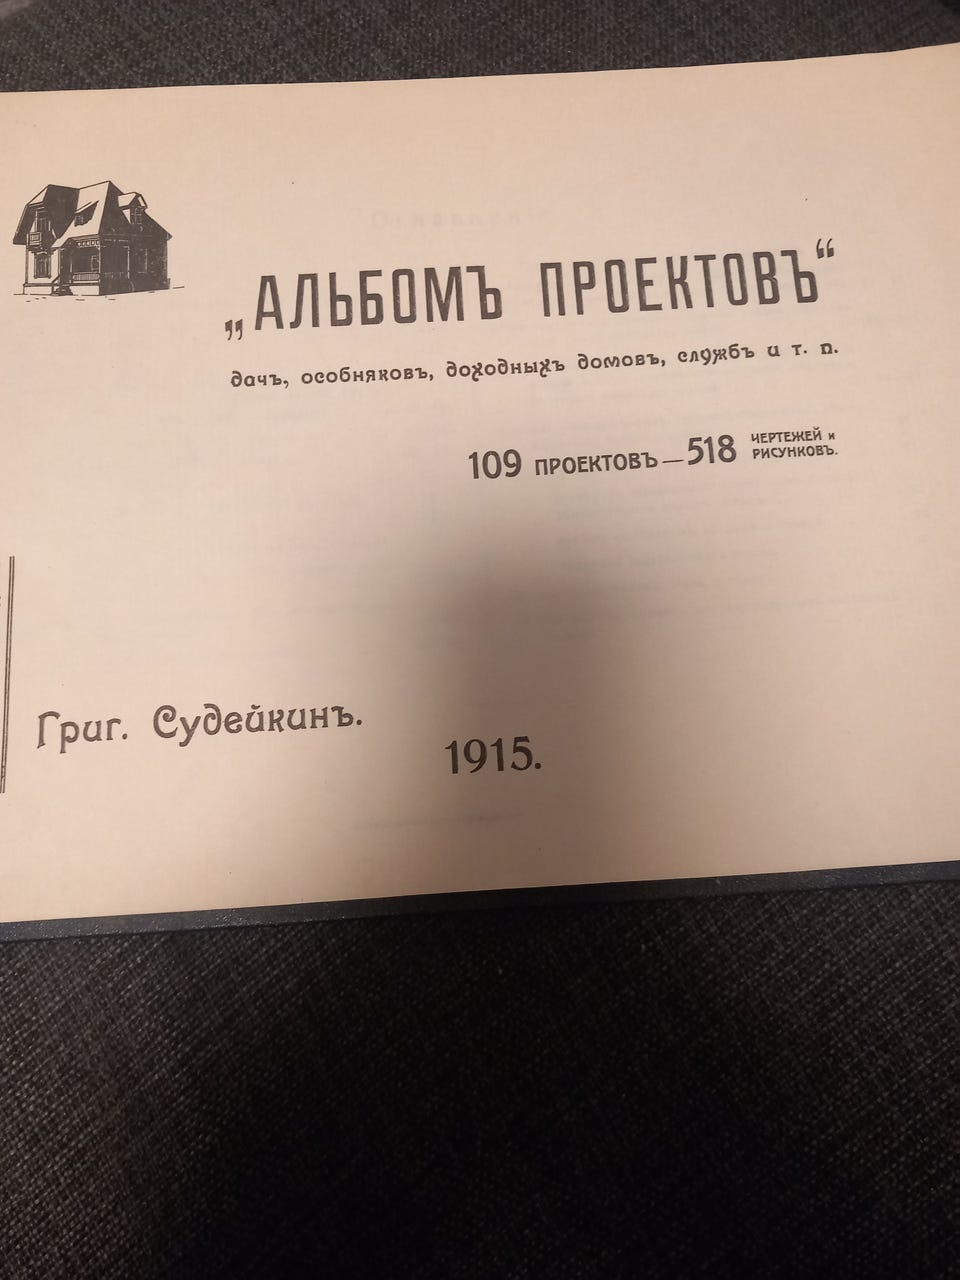 „АЛЬБОМЪ ПРОЕКТОВЪ“
дачъ, особняковъ, доходныхъ домовъ, службъ и т. п.
109 ПРОЕКТОВЪ—518 ЧЕРТЕЖЕЙ и
РИСУНКОВЪ.
Григ. Судейкинъ.
1915.